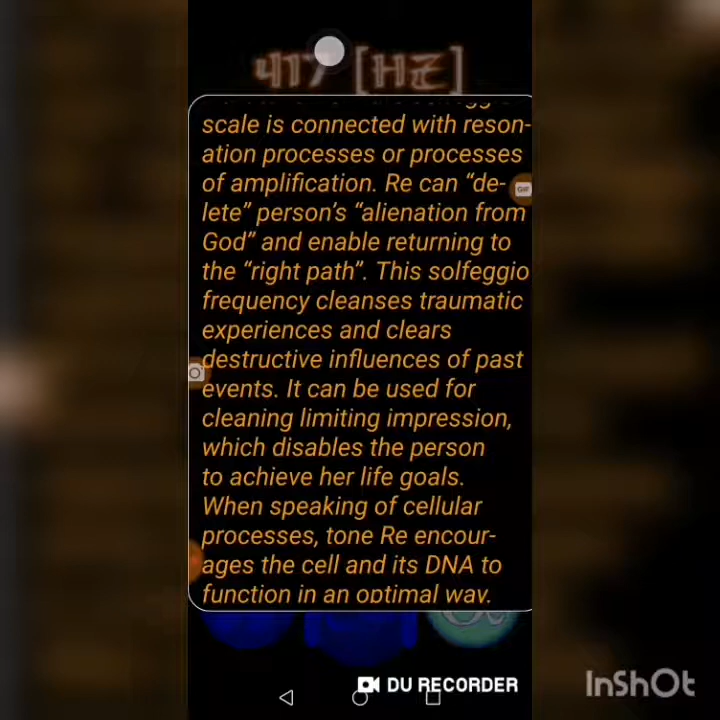 417 [HZ]
scale is connected with reson-
ation processes or processes
of amplification. Re can “de-
lete” person’s “alienation from
God” and enable returning to
the “right path”. This solfeggio
frequency cleanses traumatic
experiences and clears
destructive influences of past
events. It can be used for
cleaning limiting impression,
which disables the person
to achieve her life goals.
When speaking of cellular
processes, tone Re encour-
ages the cell and its DNA to
function in an optimal way.
GIF
DU RECORDER
InShOt